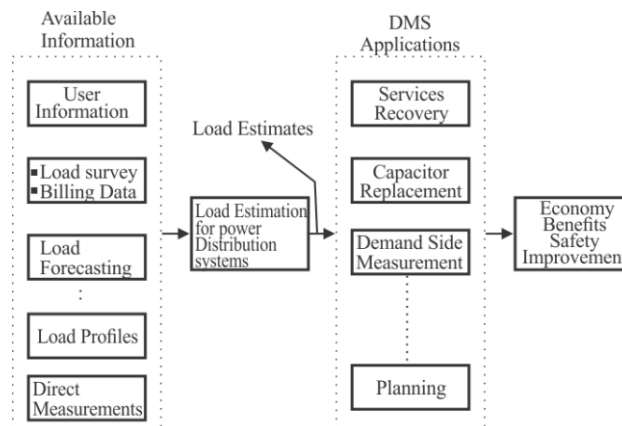 Available
Information
User
Information
▪Load survey
▪Billing Data
Load
Forecasting
Load Profiles
Direct
Measurements
Load Estimates
Load Estimation
for power
Distribution
systems
DMS
Applications
Services
Recovery
Capacitor
Replacement
Demand Side
Measurement
Planning
Economy
Benefits
Safety
Improvement